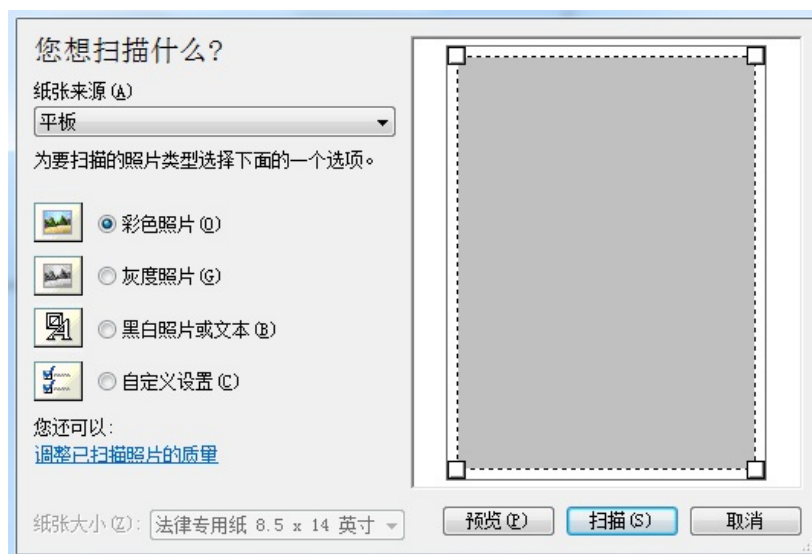 您想扫描什么?
纸张来源(A)
平板
为要扫描的照片类型选择下面的一个选项。
彩色照片(O)
灰度照片(G)
黑白照片或文本(B)
自定义设置(C)
您还可以:
调整已扫描照片的质量
纸张大小(Z): 法律专用纸 8.5 x 14 英寸
预览(P) 扫描(S) 取消